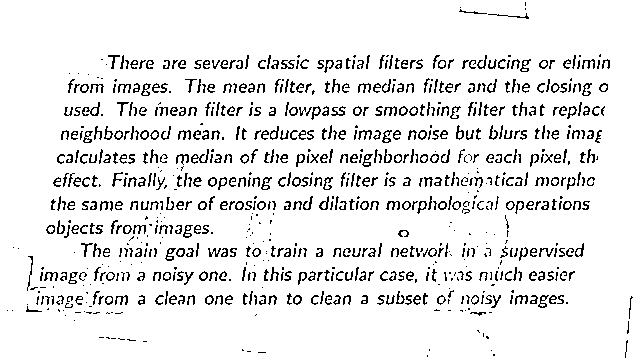 There are several classic spatial filters for reducing or elimin
from images. The mean filter, the median filter and the closing o
used. The mean filter is a lowpass or smoothing filter that replace
neighborhood mean. It reduces the image noise but blurs the imag
calculates the median of the pixel neighborhood for each pixel, th
effect. Finally, the opening closing filter is a mathematical morpho
the same number of erosion and dilation morphological operations
objects from images.
The main goal was to train a neural network in a supervised
image from a noisy one. In this particular case, it was much easier
image from a clean one than to clean a subset of noisy images.